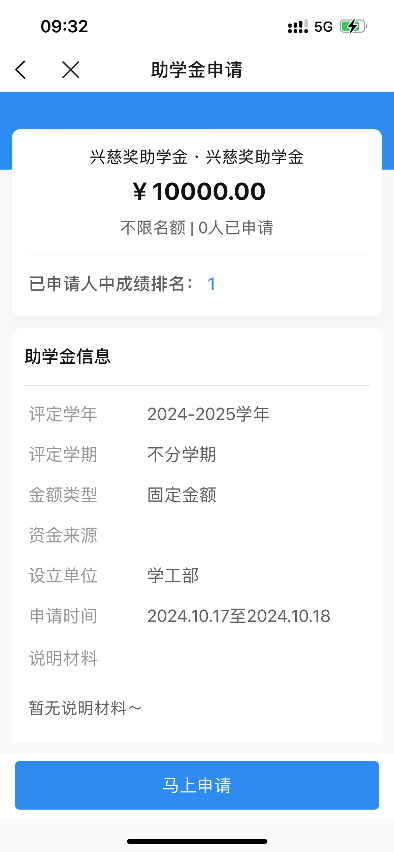 09:32
5G
助学金申请
兴慈奖助学金·兴慈奖助学金
¥10000.00
不限名额 | 0人已申请
已申请人中成绩排名： 1
助学金信息
评定学年 2024-2025学年
评定学期 不分学期
金额类型 固定金额
资金来源
设立单位 学工部
申请时间 2024.10.17至2024.10.18
说明材料
暂无说明材料～
马上申请